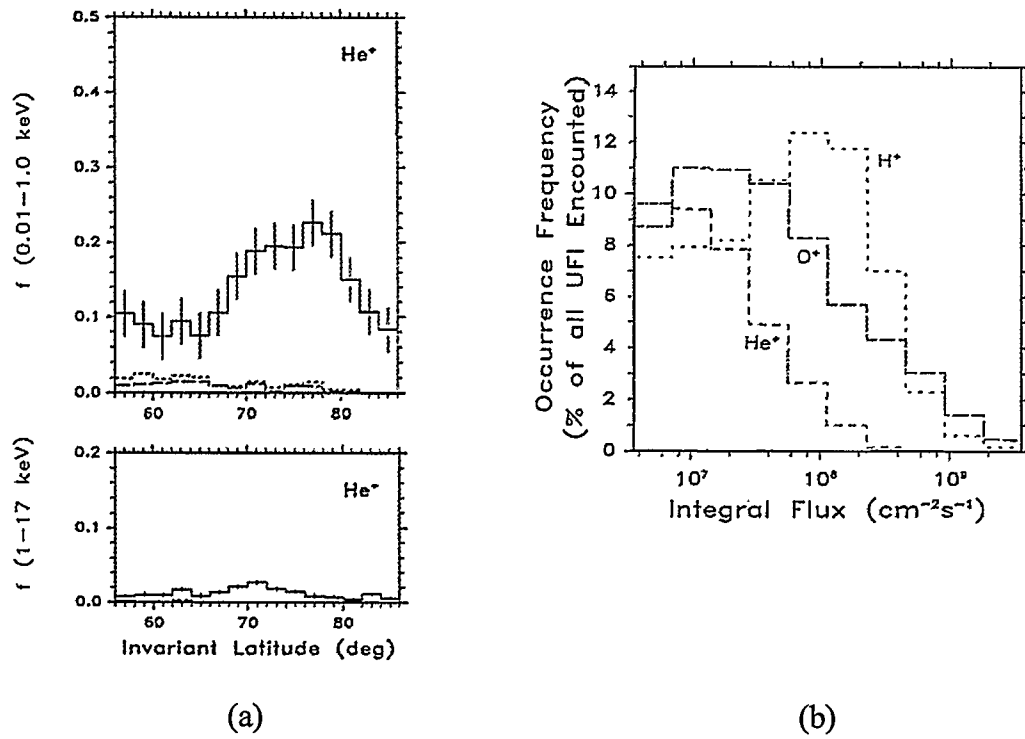 0.5
0.4
0.3
0.2
0.1
0.0
He⁺
f (0.01–1.0 keV)
60
70
80
0.2
0.1
0.0
He⁺
f (1–17 keV)
60
70
80
Invariant Latitude (deg)
(a)
14
12
10
8
6
4
2
0
Occurrence Frequency
(% of all UFI Encounted)
H⁺
O⁺
He⁺
10⁷
10⁸
10⁹
Integral Flux (cm⁻²s⁻¹)
(b)